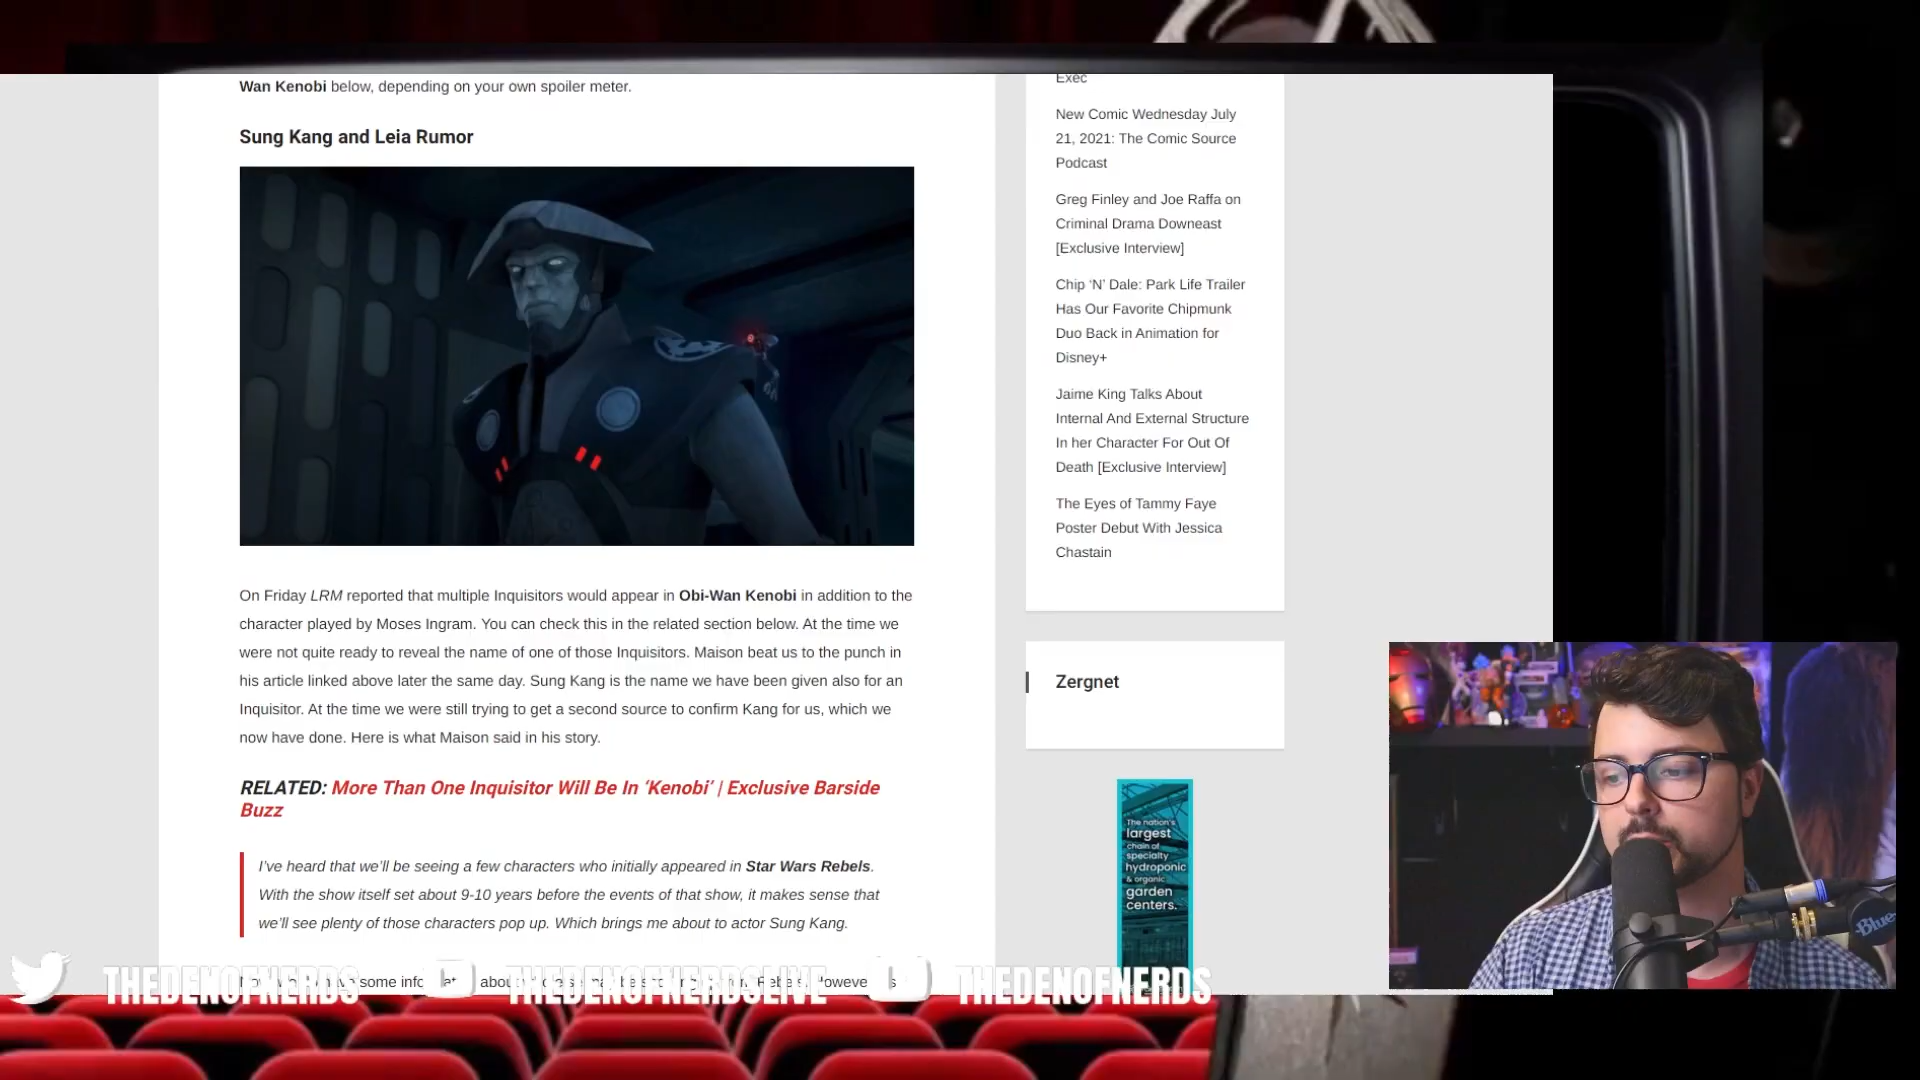 Wan Kenobi below, depending on your own spoiler meter.
Sung Kang and Leia Rumor
On Friday LRM reported that multiple Inquisitors would appear in Obi-Wan Kenobi in addition to the
character played by Moses Ingram. You can check this in the related section below. At the time we
were not quite ready to reveal the name of one of those Inquisitors. Maison beat us to the punch in
his article linked above later the same day. Sung Kang is the name we have been given also for an
Inquisitor. At the time we were still trying to get a second source to confirm Kang for us, which we
now have done. Here is what Maison said in his story.
RELATED: More Than One Inquisitor Will Be In ‘Kenobi’ | Exclusive Barside
Buzz
I’ve heard that we’ll be seeing a few characters who initially appeared in Star Wars Rebels.
With the show itself set about 9-10 years before the events of that show, it makes sense that
we’ll see plenty of those characters pop up. Which brings me about to actor Sung Kang.
some
Exec
New Comic Wednesday July
21, 2021: The Comic Source
Podcast
Greg Finley and Joe Raffa on
Criminal Drama Downeast
[Exclusive Interview]
Chip ‘N’ Dale: Park Life Trailer
Has Our Favorite Chipmunk
Duo Back in Animation for
Disney+
Jaime King Talks About
Internal And External Structure
In her Character For Out Of
Death [Exclusive Interview]
The Eyes of Tammy Faye
Poster Debut With Jessica
Chastain
Zergnet
The nation's
largest
chain of
specialty
hydroponic
& organic
garden
centers.
Blue
THEDENOFNERDS
THEDENOFNERDSLIVE
THEDENOFNERDS